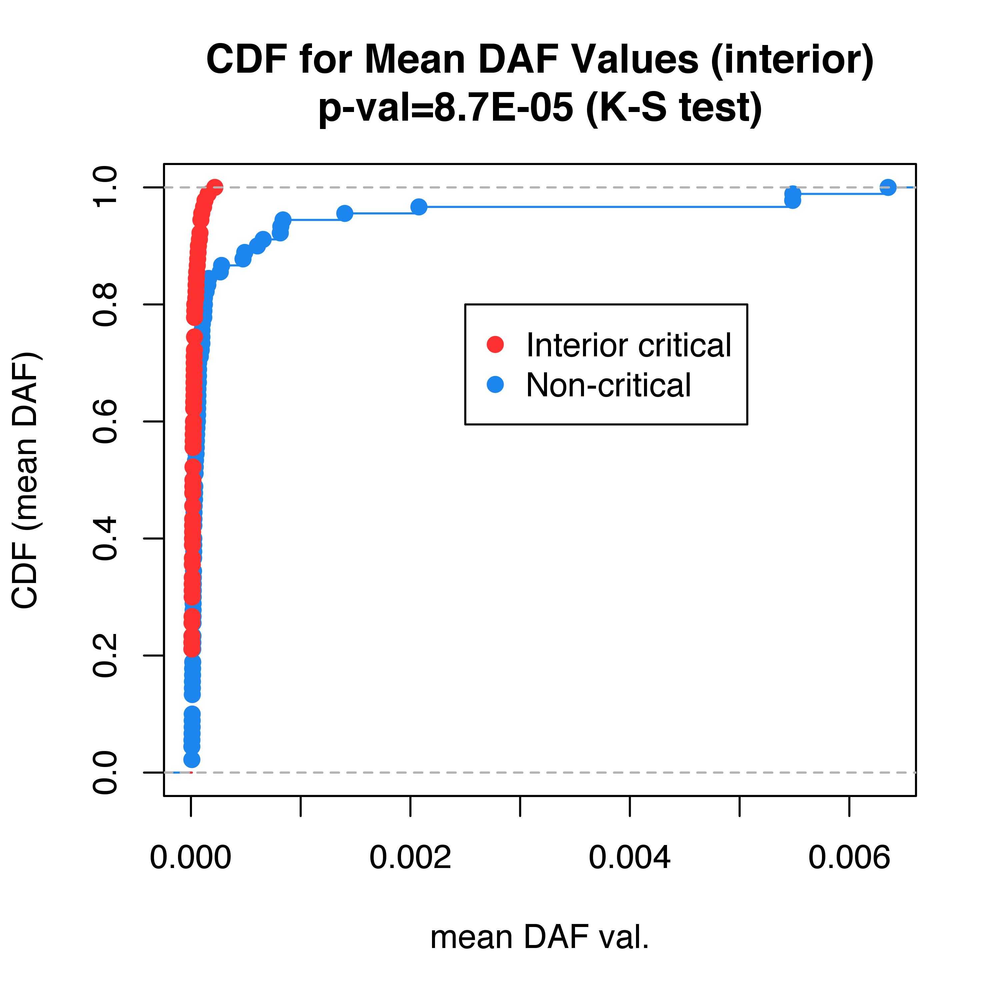 CDF for Mean DAF Values (interior)
p-val=8.7E-05 (K-S test)
CDF (mean DAF)
1.0
0.8
0.6
0.4
0.2
0.0
Interior critical
Non-critical
0.000 0.002 0.004 0.006
mean DAF val.